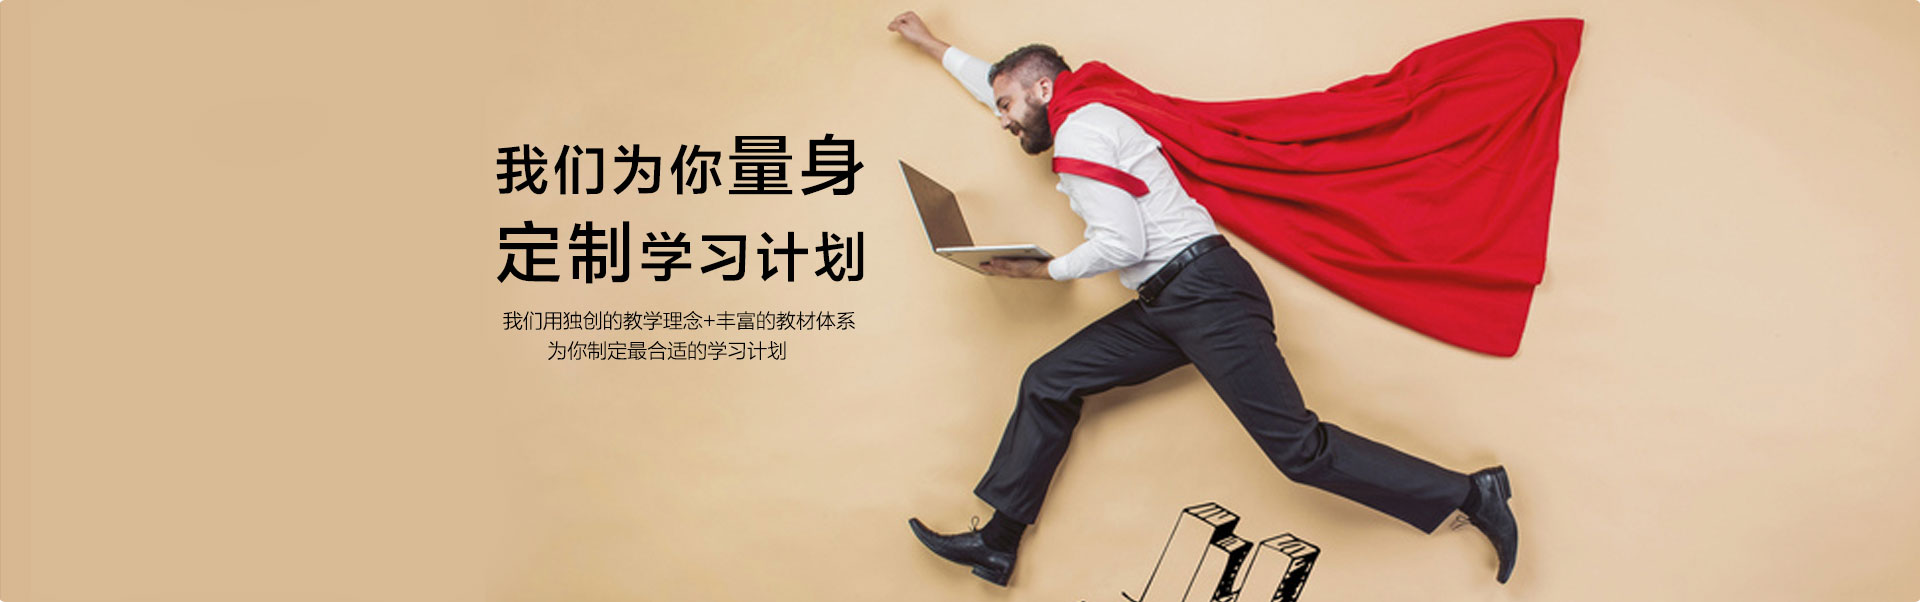 我们为你量身
定制学习计划
我们用独创的教学理念+丰富的教材体系
为你制定最合适的学习计划